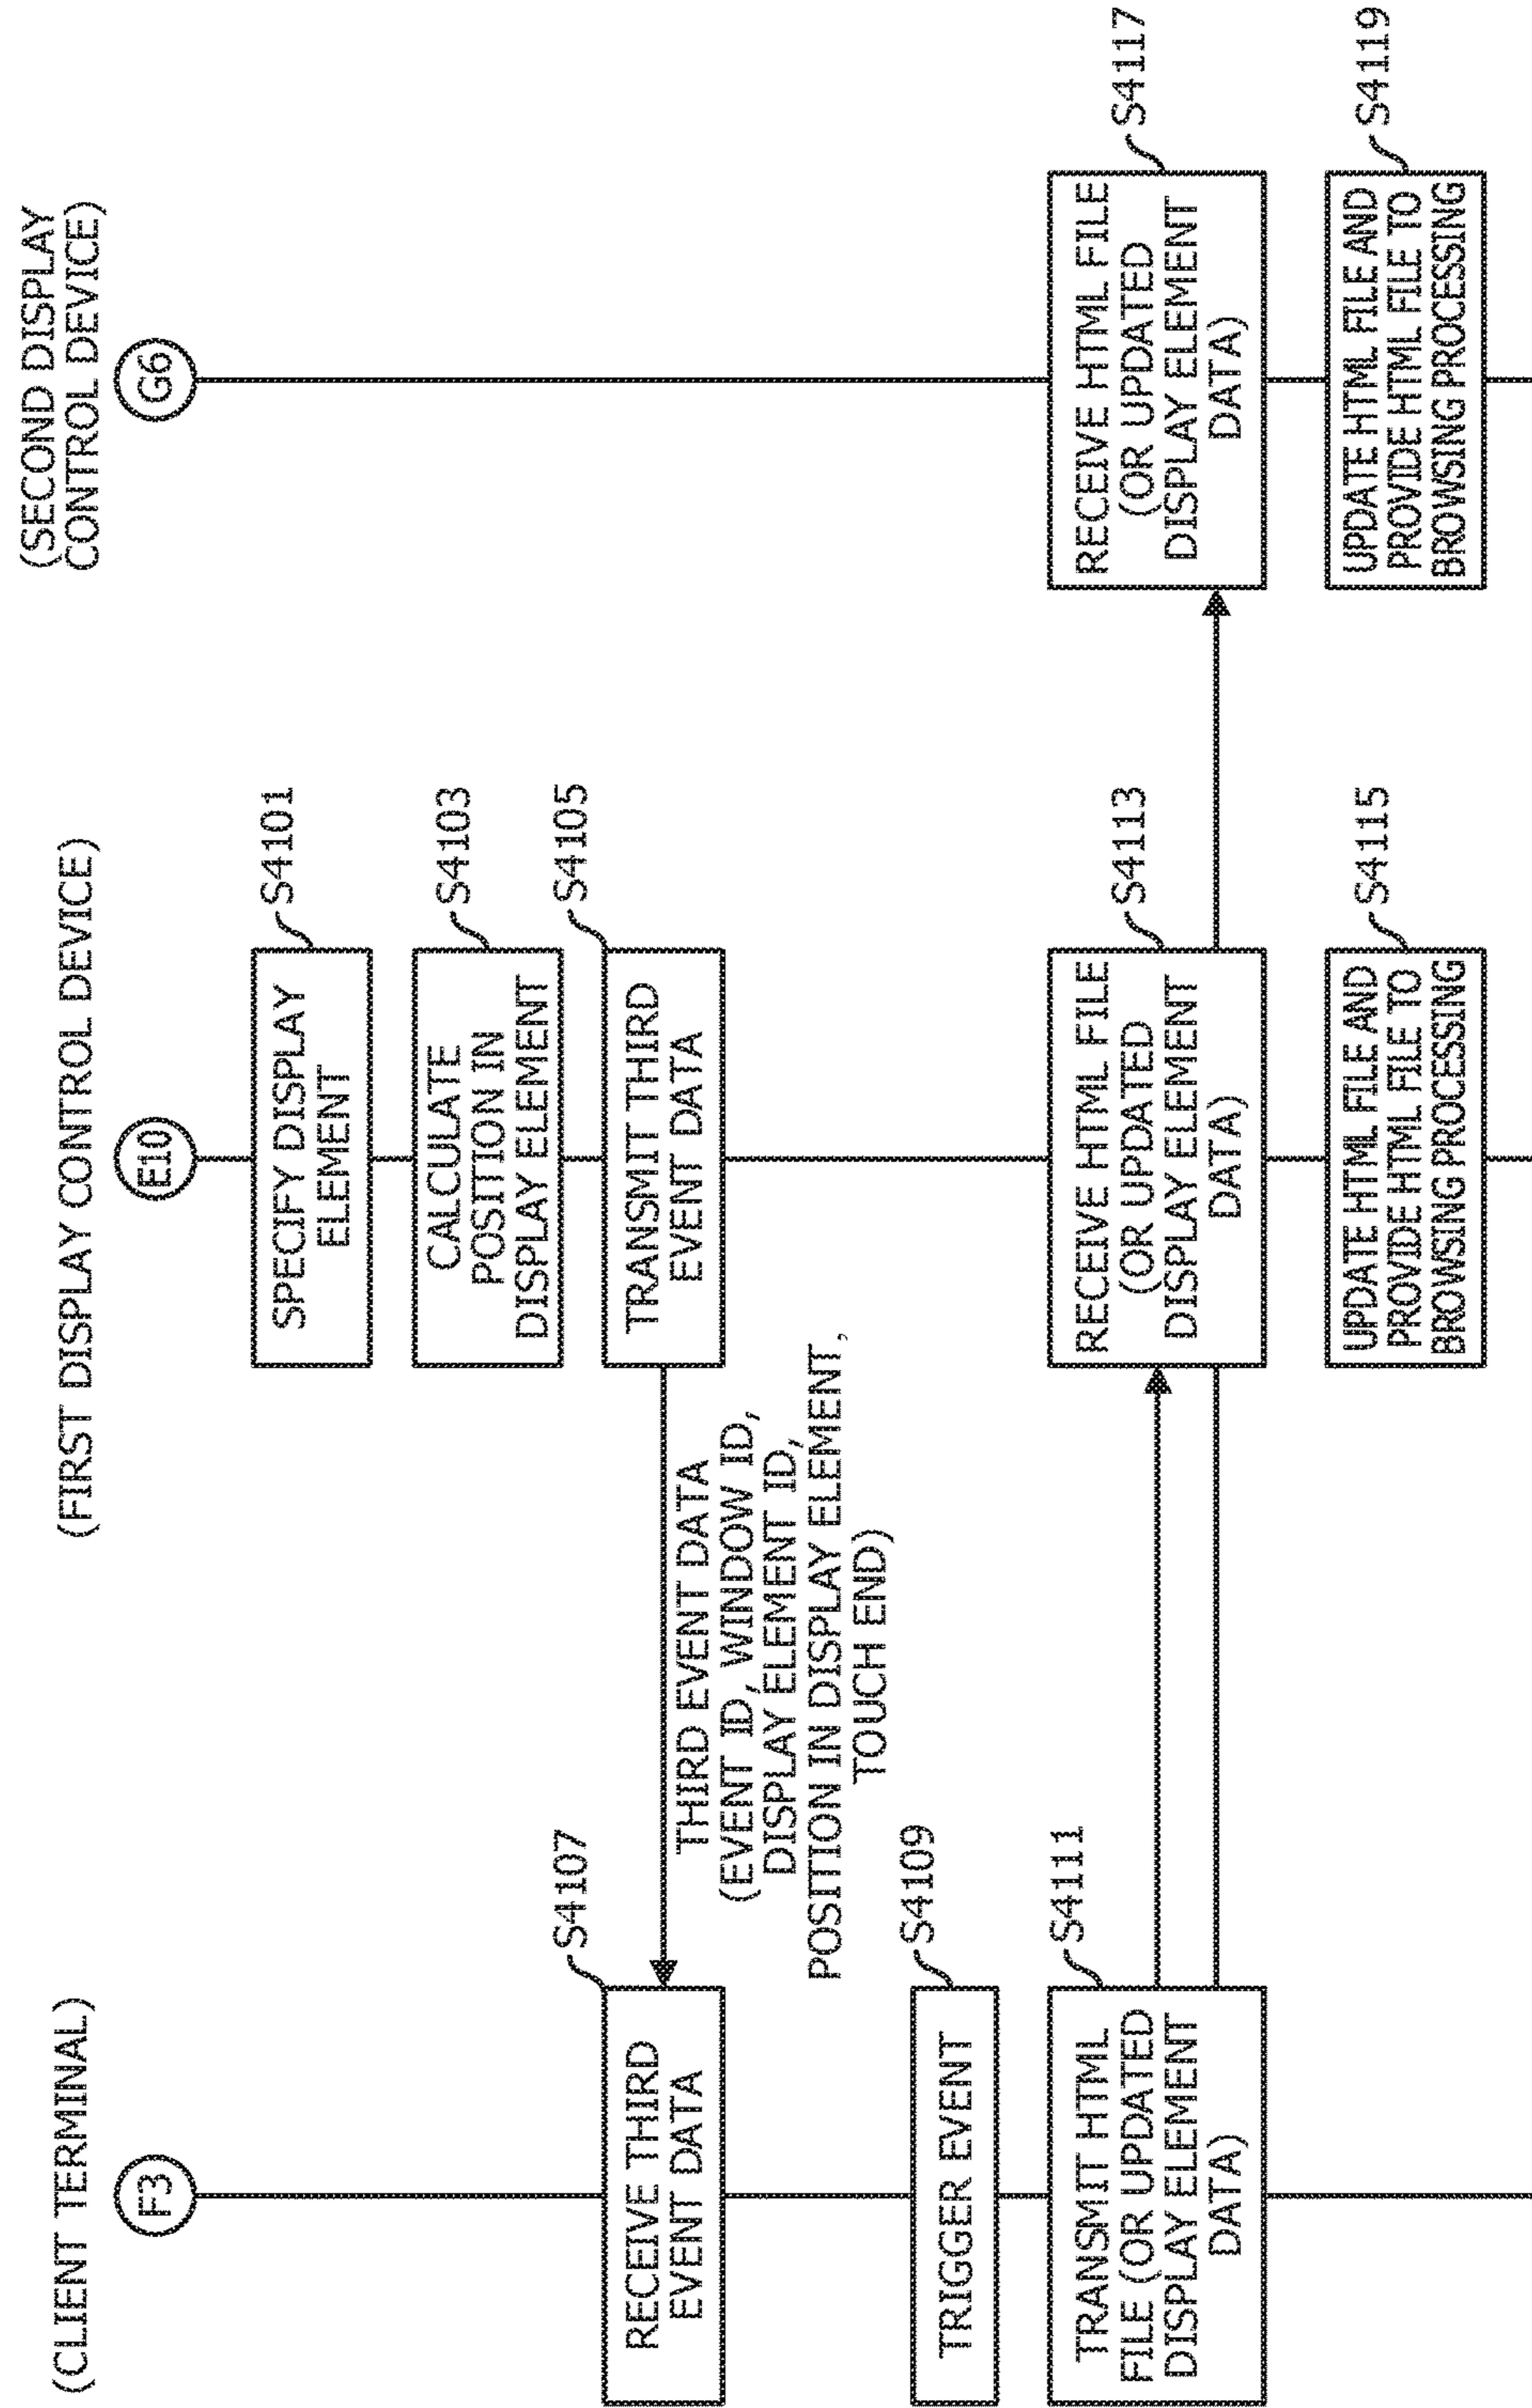 (CLIENT TERMINAL)
(FIRST DISPLAY CONTROL DEVICE)
(SECOND DISPLAY
CONTROL DEVICE)
F3
E10
G6
SPECIFY DISPLAY
ELEMENT
S4101
CALCULATE
POSITION IN
DISPLAY ELEMENT
S4103
TRANSMIT THIRD
EVENT DATA
S4105
THIRD EVENT DATA
(EVENT ID, WINDOW ID,
DISPLAY ELEMENT ID,
POSITION IN DISPLAY ELEMENT,
TOUCH END)
RECEIVE THIRD
EVENT DATA
S4107
TRIGGER EVENT
S4109
TRANSMIT HTML
FILE (OR UPDATED
DISPLAY ELEMENT
DATA)
S4111
RECEIVE HTML FILE
(OR UPDATED
DISPLAY ELEMENT
DATA)
S4113
UPDATE HTML FILE AND
PROVIDE HTML FILE TO
BROWSING PROCESSING
S4115
RECEIVE HTML FILE
(OR UPDATED
DISPLAY ELEMENT
DATA)
S4117
UPDATE HTML FILE AND
PROVIDE HTML FILE TO
BROWSING PROCESSING
S4119